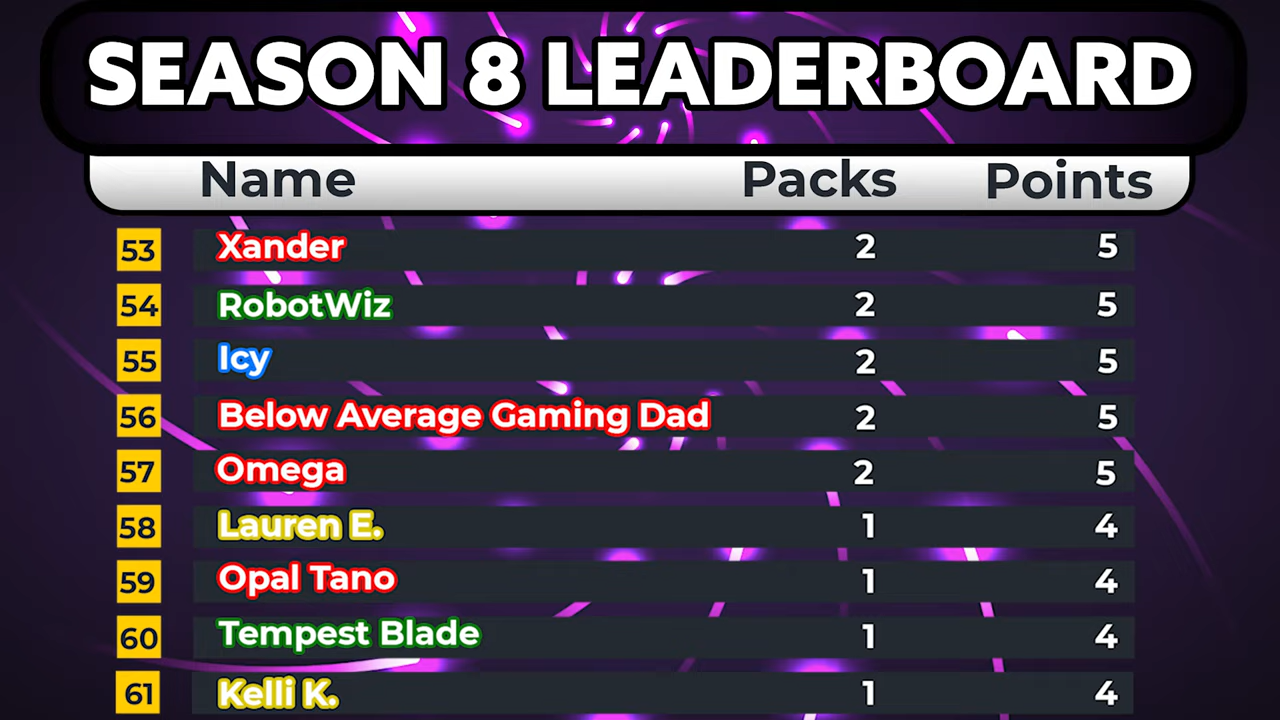 SEASON 8 LEADERBOARD
Name Packs Points
53 Xander 2 5
54 RobotWiz 2 5
55 Icy 2 5
56 Below Average Gaming Dad 2 5
57 Omega 2 5
58 Lauren E. 1 4
59 Opal Tano 1 4
60 Tempest Blade 1 4
61 Kelli K. 1 4